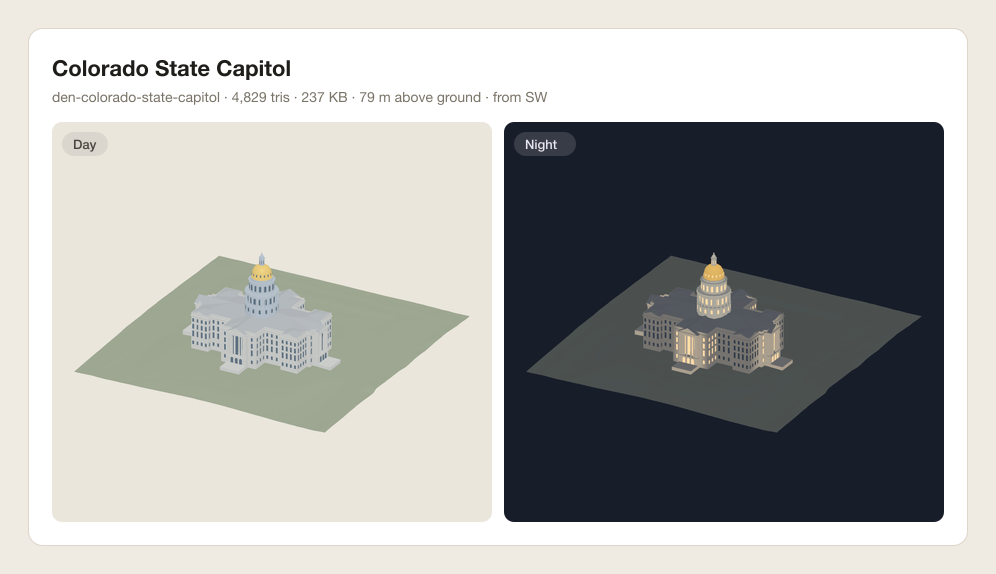 Colorado State Capitol
den-colorado-state-capitol · 4,829 tris · 237 KB · 79 m above ground · from SW
Day
Night